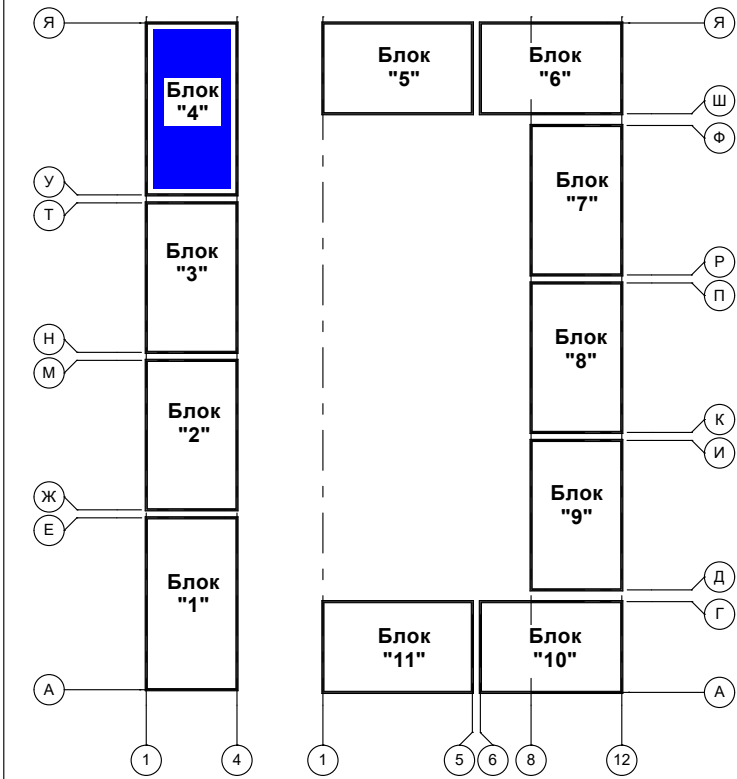 Я
Я
Блок
"5"
Блок
"6"
Блок
"4"
Ш
Ф
Блок
"7"
У
Т
Блок
"3"
Р
П
Н
М
Блок
"8"
Блок
"2"
К
И
Ж
Е
Блок
"9"
Блок
"1"
Д
Г
Блок
"11"
Блок
"10"
А
А
1
4
1
5
6
8
12